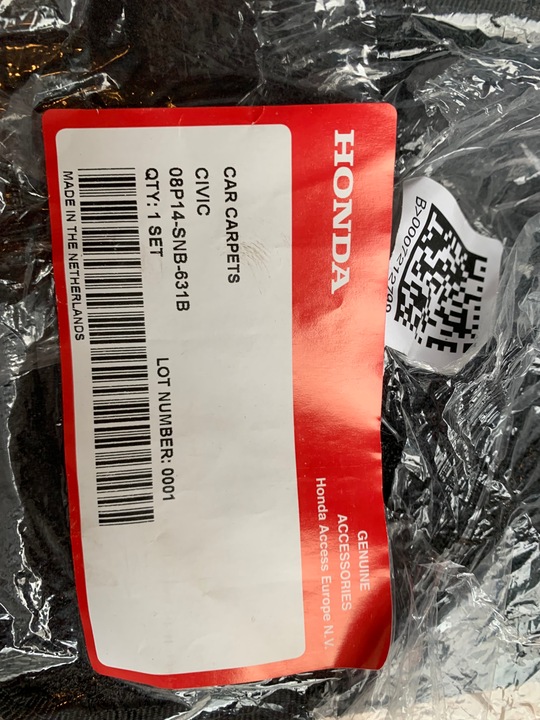 HONDA
GENUINE
ACCESSORIES
Honda Access Europe N.V.
CAR CARPETS
CIVIC
08P14-SNB-631B
QTY: 1 SET LOT NUMBER: 0001
MADE IN THE NETHERLANDS